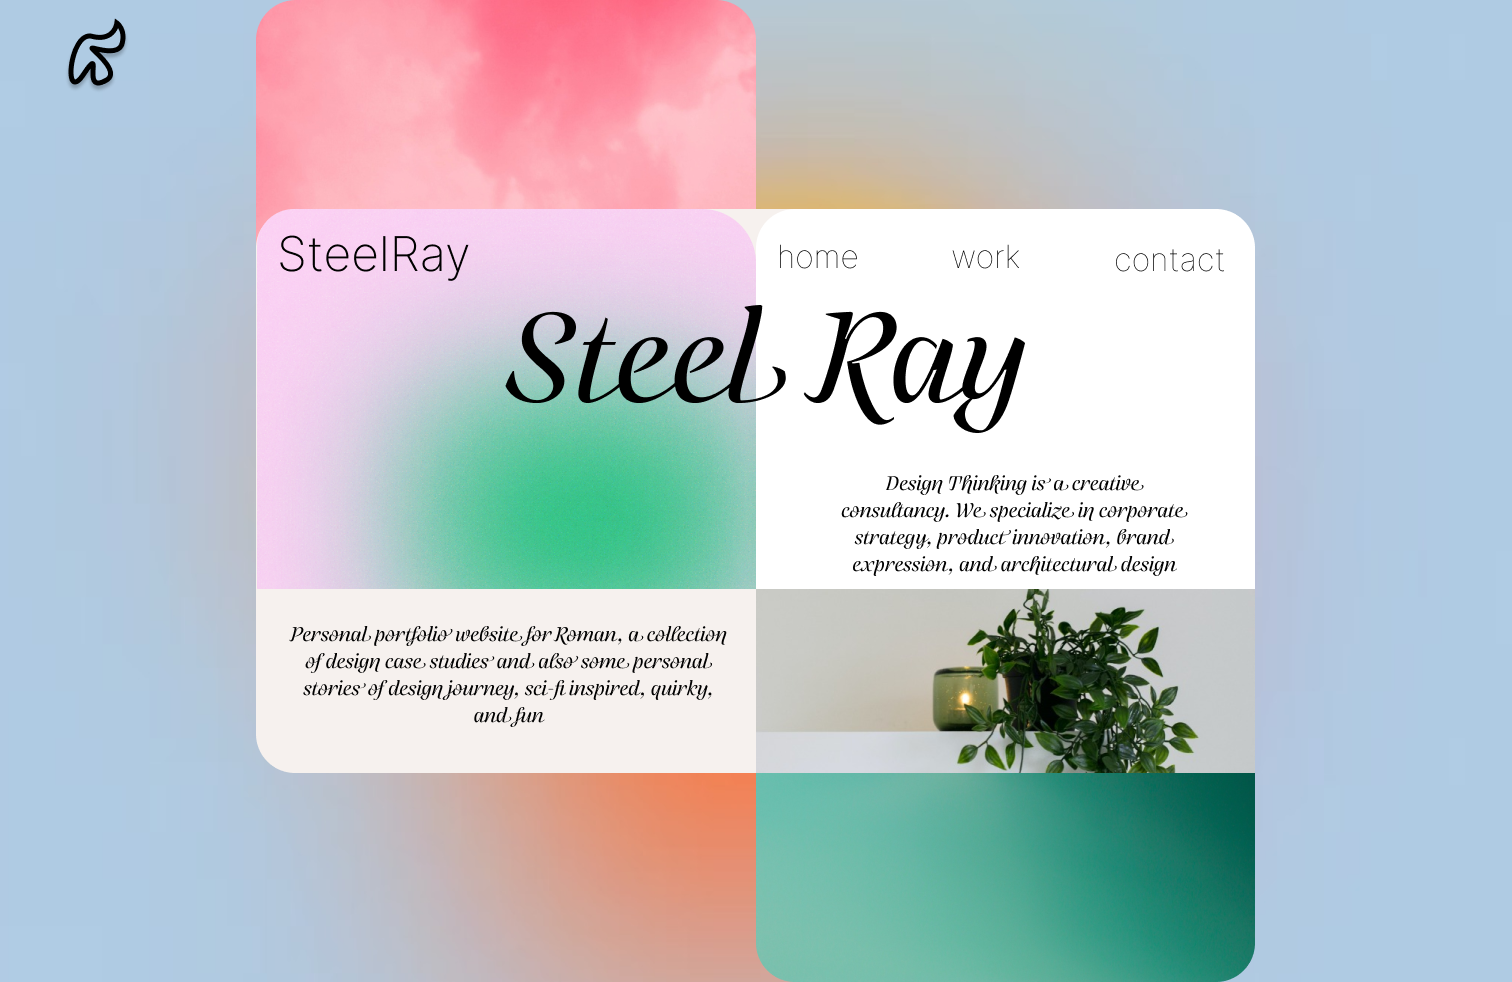 SteelRay
home work contact
Steel Ray
Design Thinking is a creative
consultancy. We specialize in corporate
strategy, product innovation, brand
expression, and architectural design
Personal portfolio website for Roman, a collection
of design case studies and also some personal
stories of design journey, sci-fi inspired, quirky,
and fun